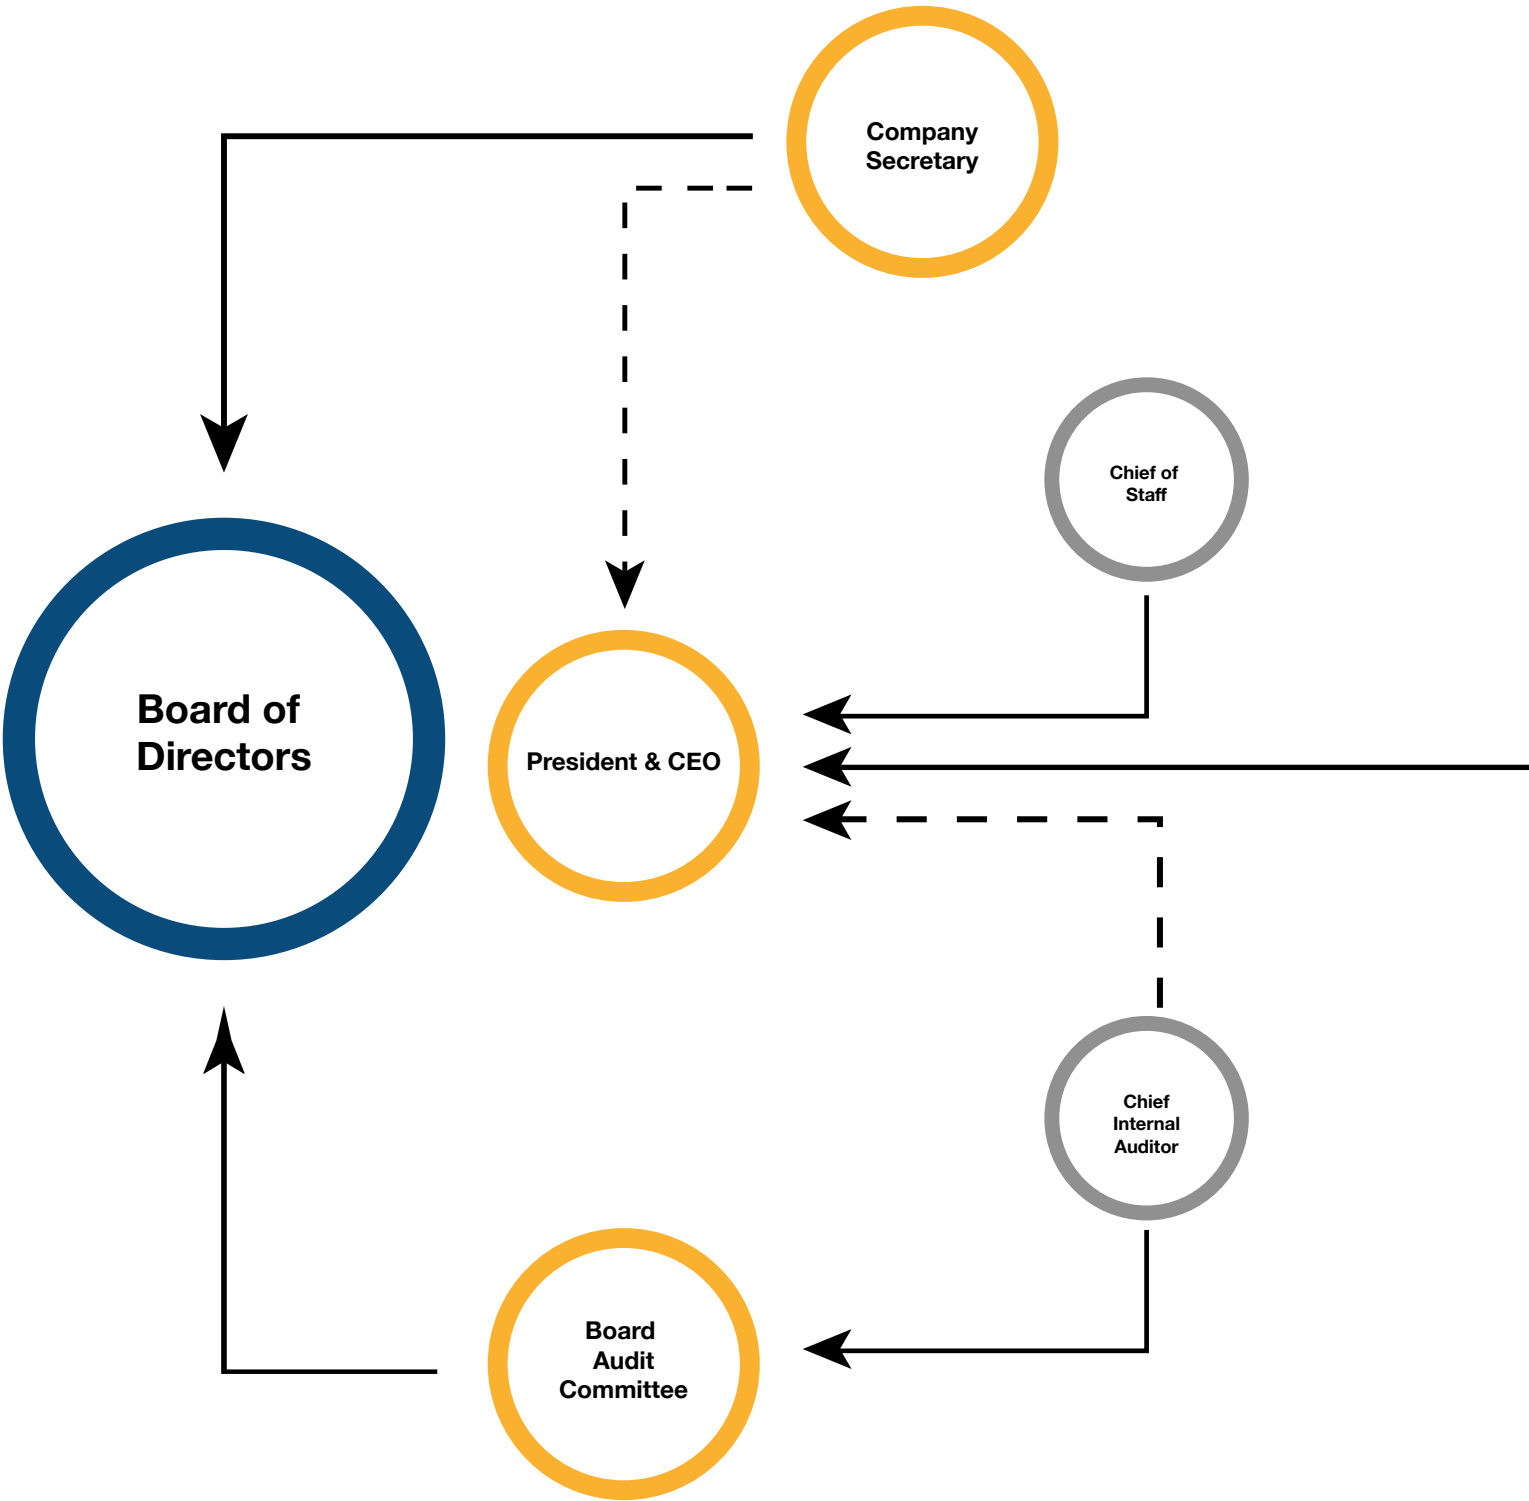 Company
Secretary
Chief of
Staff
Board of
Directors
President & CEO
Chief
Internal
Auditor
Board
Audit
Committee